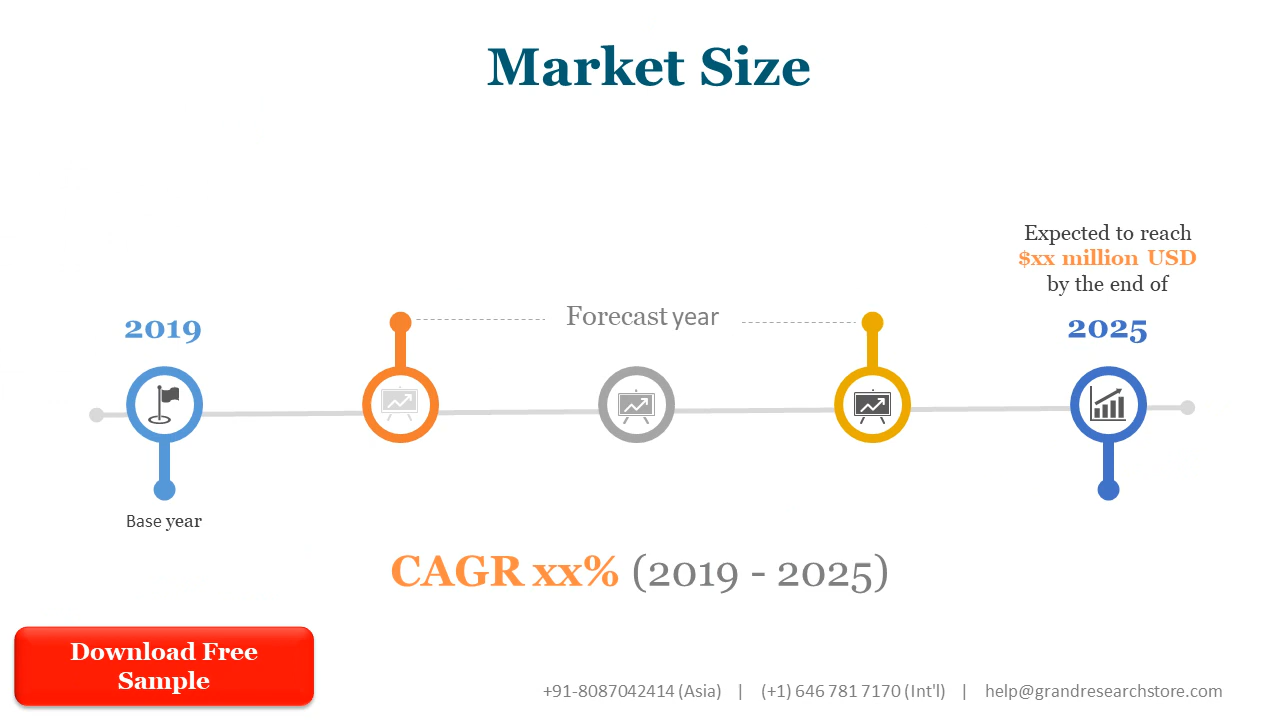 Market Size
Expected to reach
$xx million USD
by the end of
2025
2019
Forecast year
Base year
CAGR xx% (2019 - 2025)
Download Free
Sample
+91-8087042414 (Asia) | (+1) 646 781 7170 (Int'l) | help@grandresearchstore.com